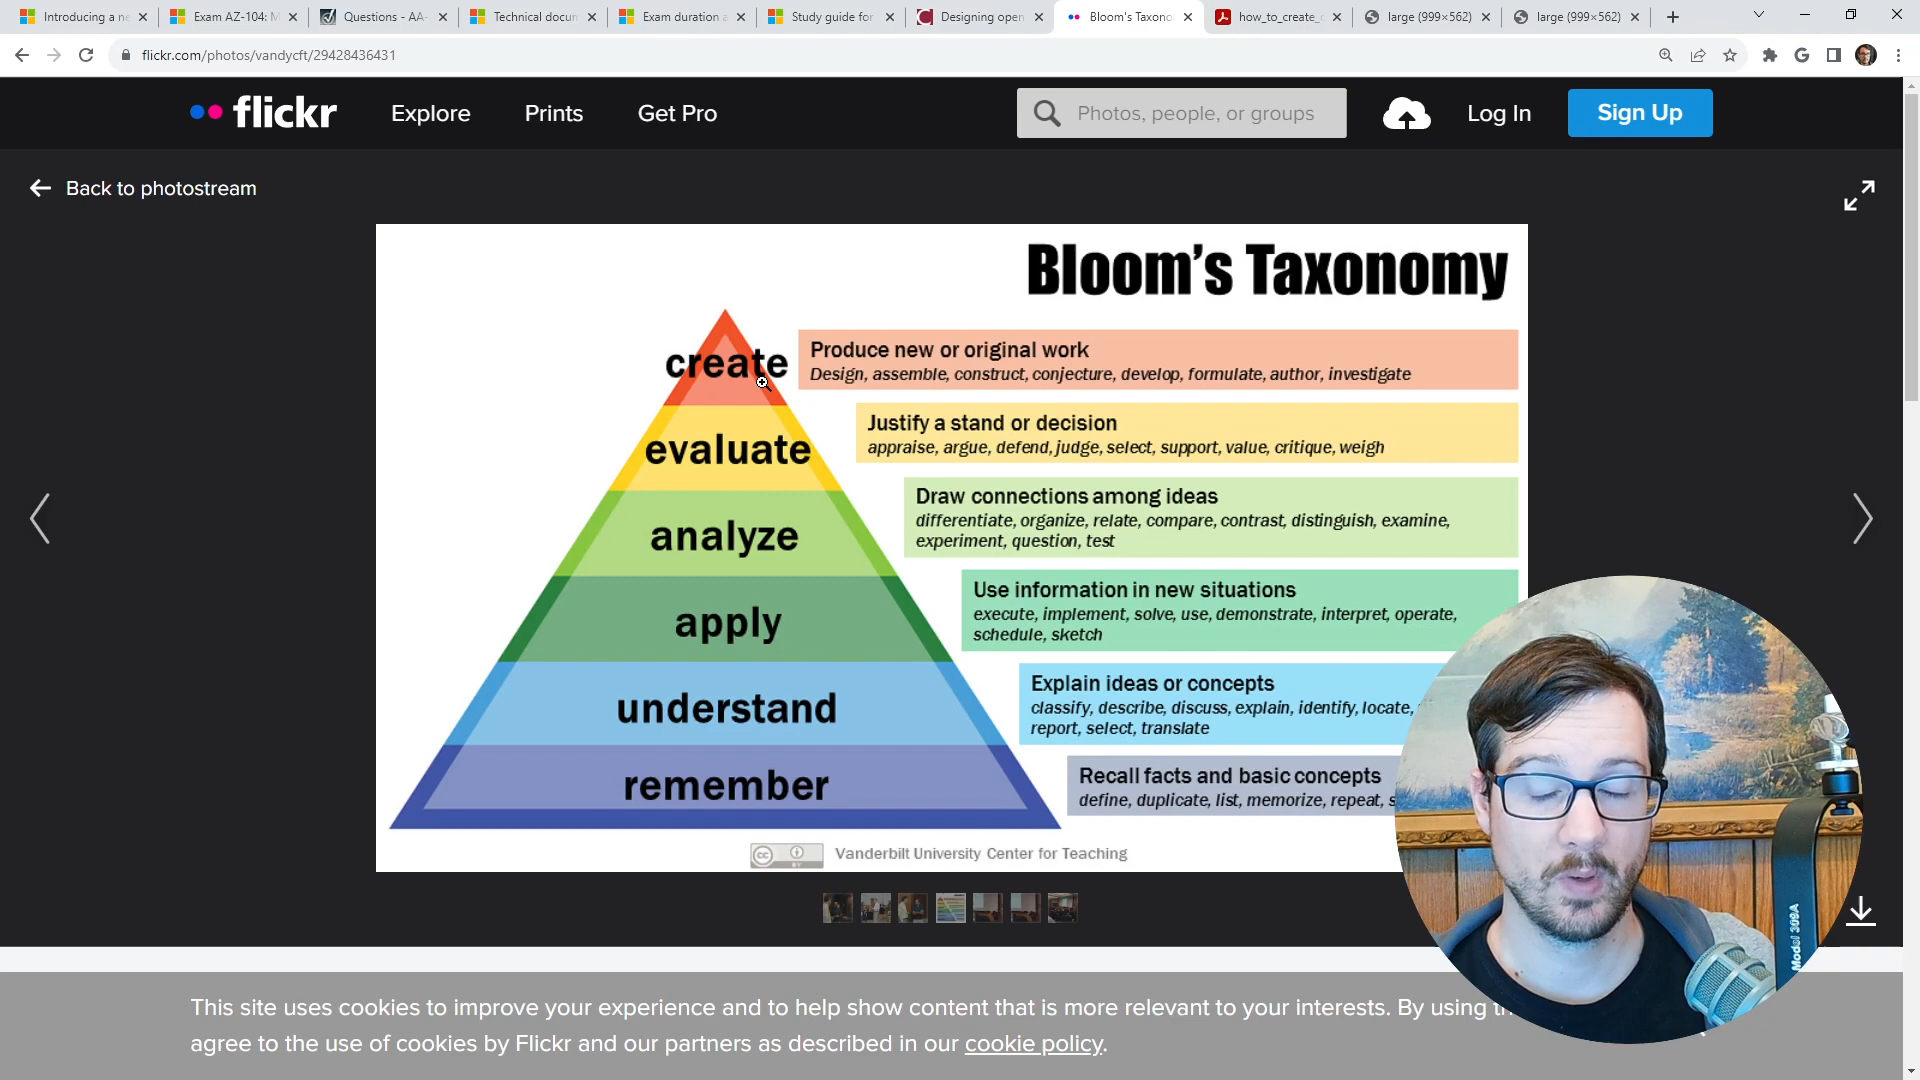 Introducing a ne
Exam AZ-104: M
Questions - AA-
Technical docum
Exam duration a
Study guide for
Designing open
Bloom's Taxono
how_to_create_
large (999×562)
large (999×562)
flickr.com/photos/vandycft/29428436431
flickr
Explore
Prints
Get Pro
Photos, people, or groups
Log In
Sign Up
Back to photostream
Bloom's Taxonomy
create
Produce new or original work
Design, assemble, construct, conjecture, develop, formulate, author, investigate
evaluate
Justify a stand or decision
appraise, argue, defend, judge, select, support, value, critique, weigh
analyze
Draw connections among ideas
differentiate, organize, relate, compare, contrast, distinguish, examine,
experiment, question, test
apply
Use information in new situations
execute, implement, solve, use, demonstrate, interpret, operate,
schedule, sketch
understand
Explain ideas or concepts
classify, describe, discuss, explain, identify, locate,
report, select, translate
remember
Recall facts and basic concepts
define, duplicate, list, memorize, repeat, s
cc BY
Vanderbilt University Center for Teaching
Model 309A
This site uses cookies to improve your experience and to help show content that is more relevant to your interests. By using
agree to the use of cookies by Flickr and our partners as described in our cookie policy.